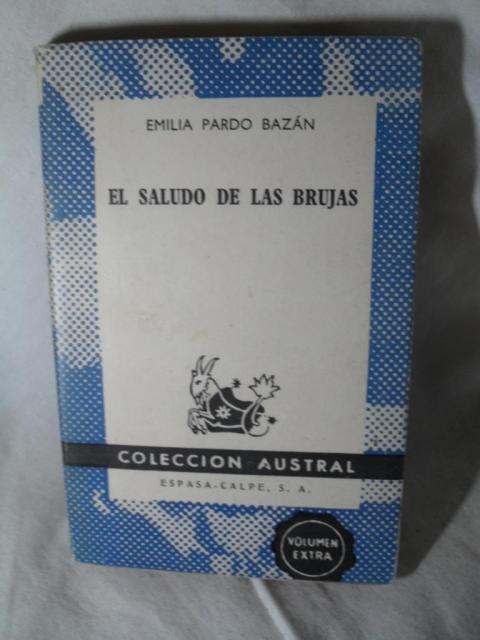 EMILIA PARDO BAZÁN
EL SALUDO DE LAS BRUJAS
COLECCION AUSTRAL
ESPASA-CALPE, S. A.
VOLUMEN
EXTRA